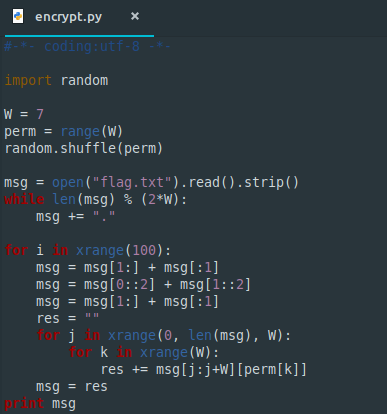 encrypt.py ×
#-*- coding:utf-8 -*-
import random
W = 7
perm = range(W)
random.shuffle(perm)
msg = open("flag.txt").read().strip()
while len(msg) % (2*W):
    msg += "."
for i in xrange(100):
    msg = msg[1:] + msg[:1]
    msg = msg[0::2] + msg[1::2]
    msg = msg[1:] + msg[:1]
    res = ""
    for j in xrange(0, len(msg), W):
        for k in xrange(W):
            res += msg[j:j+W][perm[k]]
    msg = res
print msg